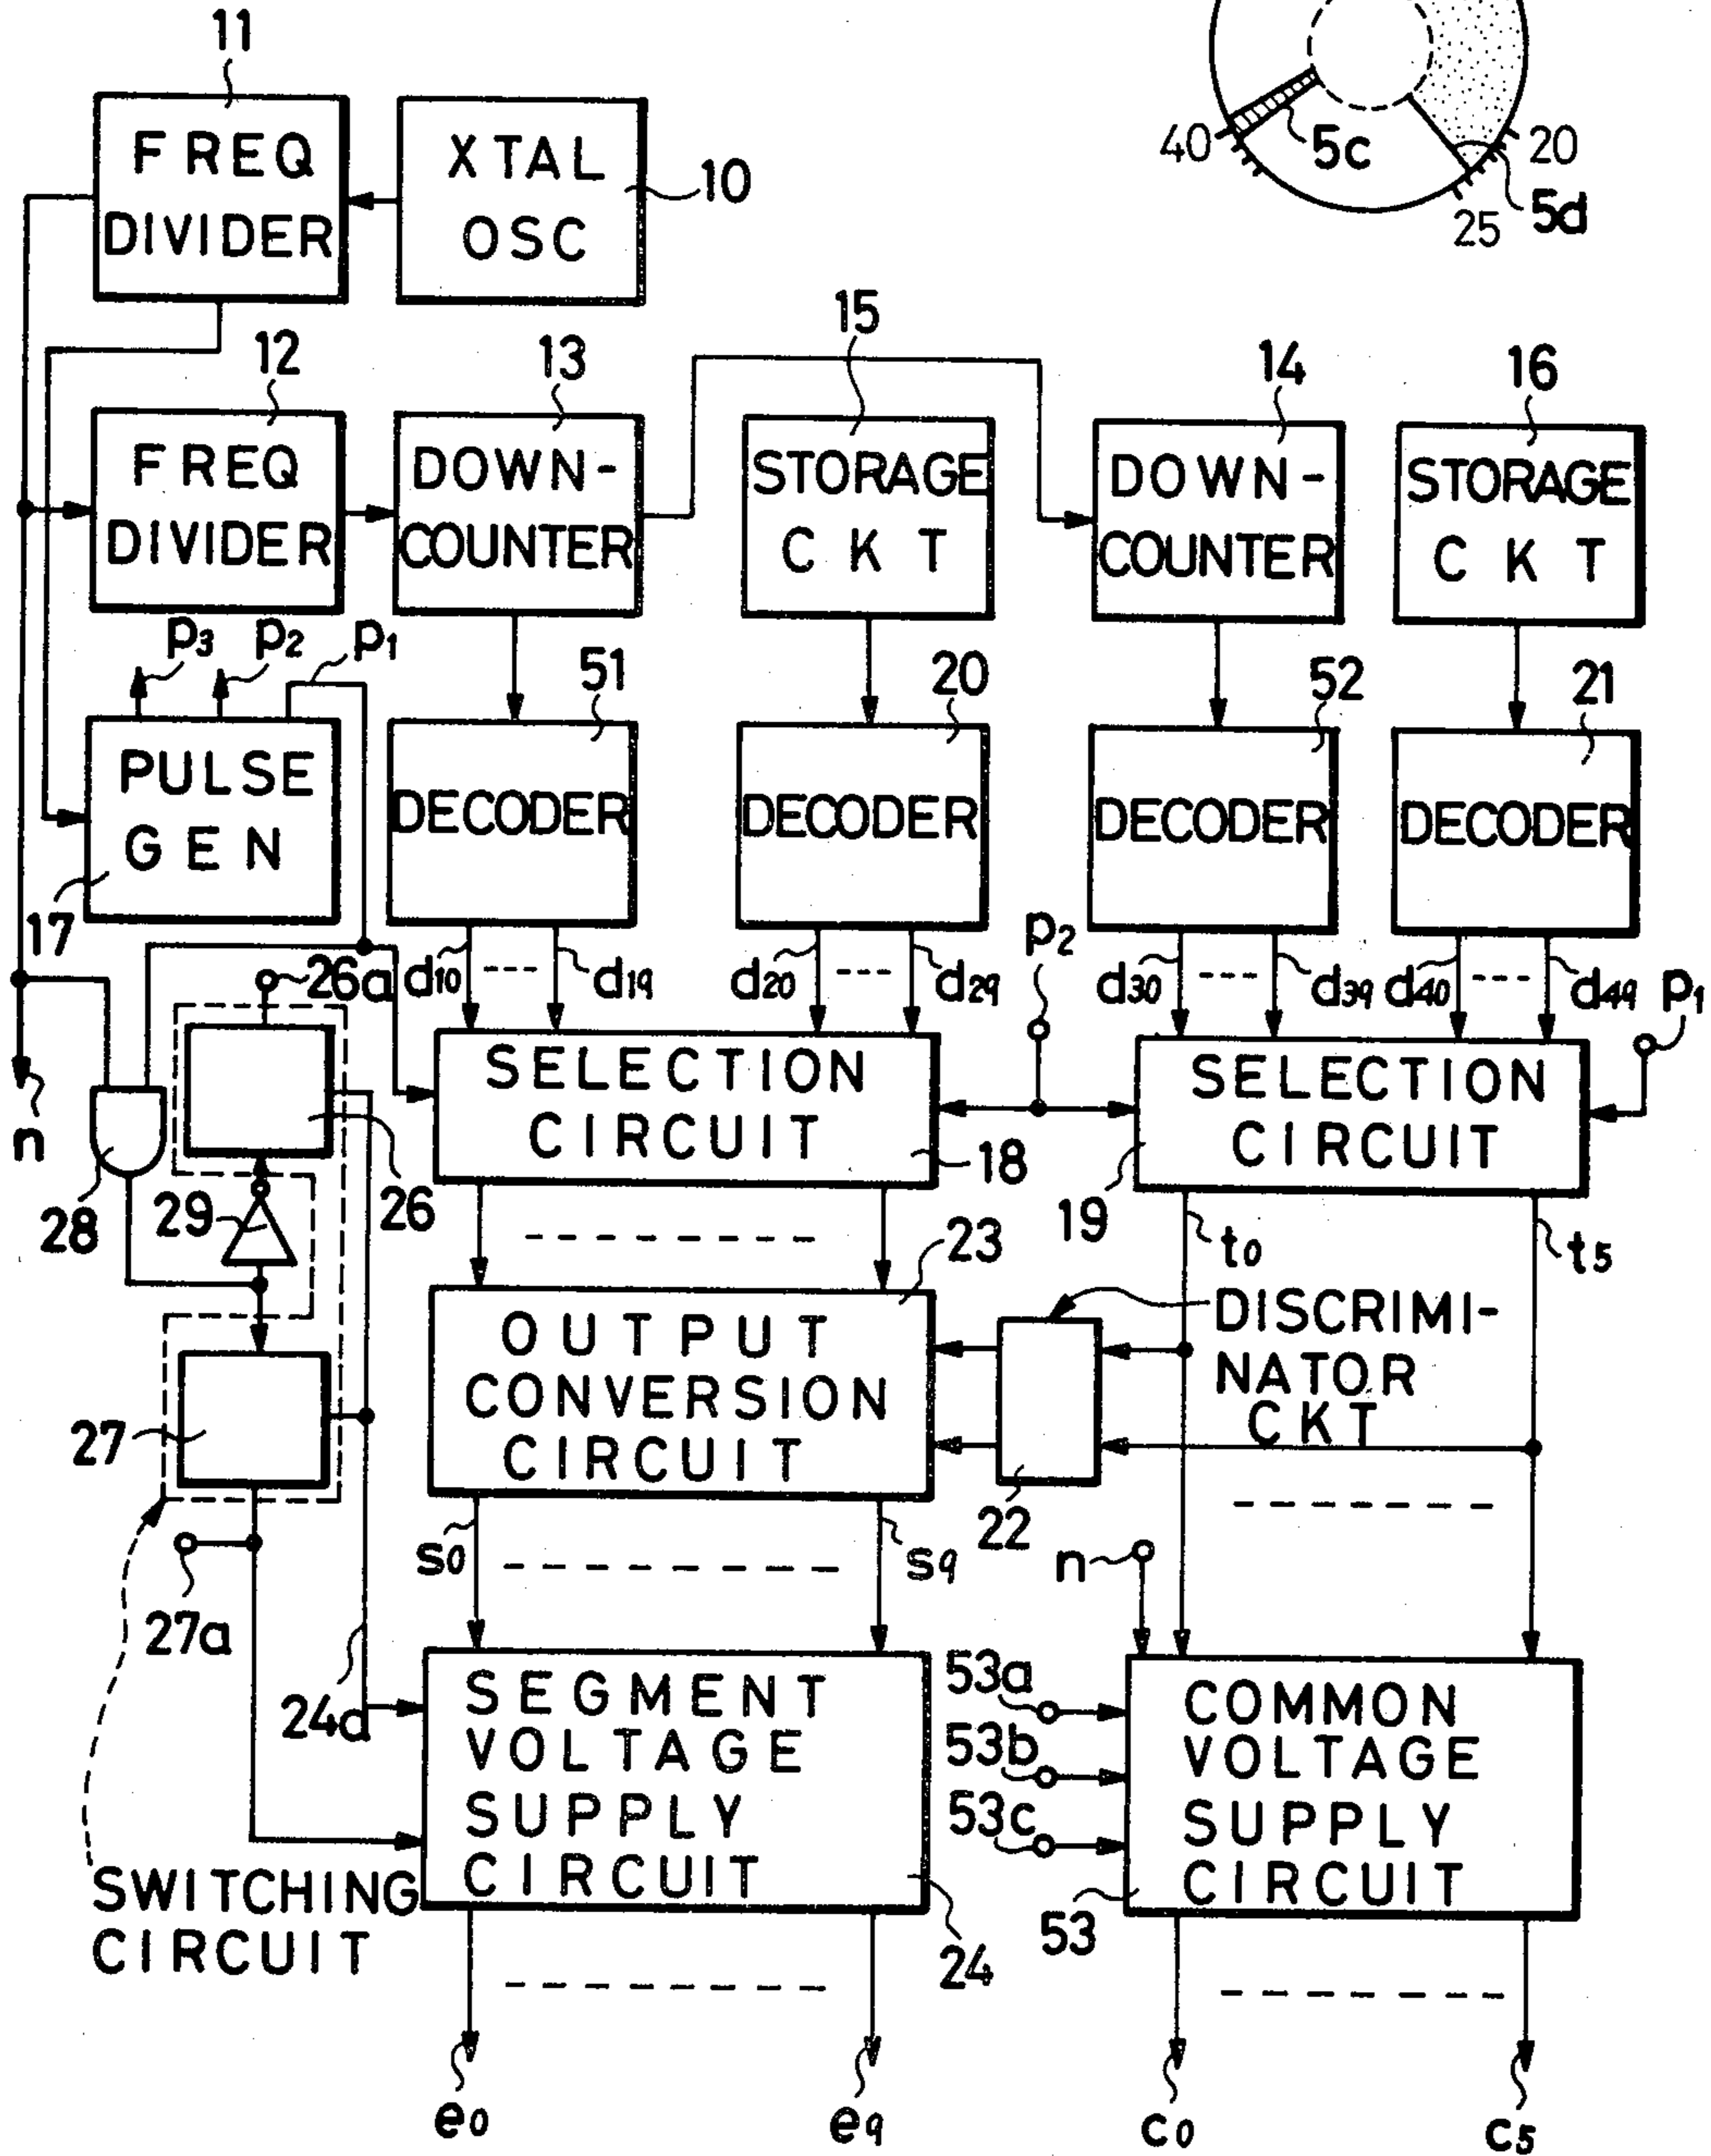 11
FREQ
DIVIDER
XTAL
OSC
10
40
5c
20
25
5d
12
FREQ
DIVIDER
13
DOWN-
COUNTER
15
STORAGE
CKT
14
DOWN-
COUNTER
16
STORAGE
CKT
p3
p2
p1
PULSE
GEN
17
51
DECODER
20
DECODER
52
DECODER
21
DECODER
26a
d10
d19
d20
d29
p2
d30
d39
d40
d49
p1
n
28
29
26
SELECTION
CIRCUIT
18
SELECTION
CIRCUIT
19
t0
t5
23
OUTPUT
CONVERSION
CIRCUIT
DISCRIMI-
NATOR
CKT
22
27
27a
s0
s9
n
24d
SEGMENT
VOLTAGE
SUPPLY
CIRCUIT
24
53a
53b
53c
COMMON
VOLTAGE
SUPPLY
CIRCUIT
53
SWITCHING
CIRCUIT
e0
e9
c0
c5